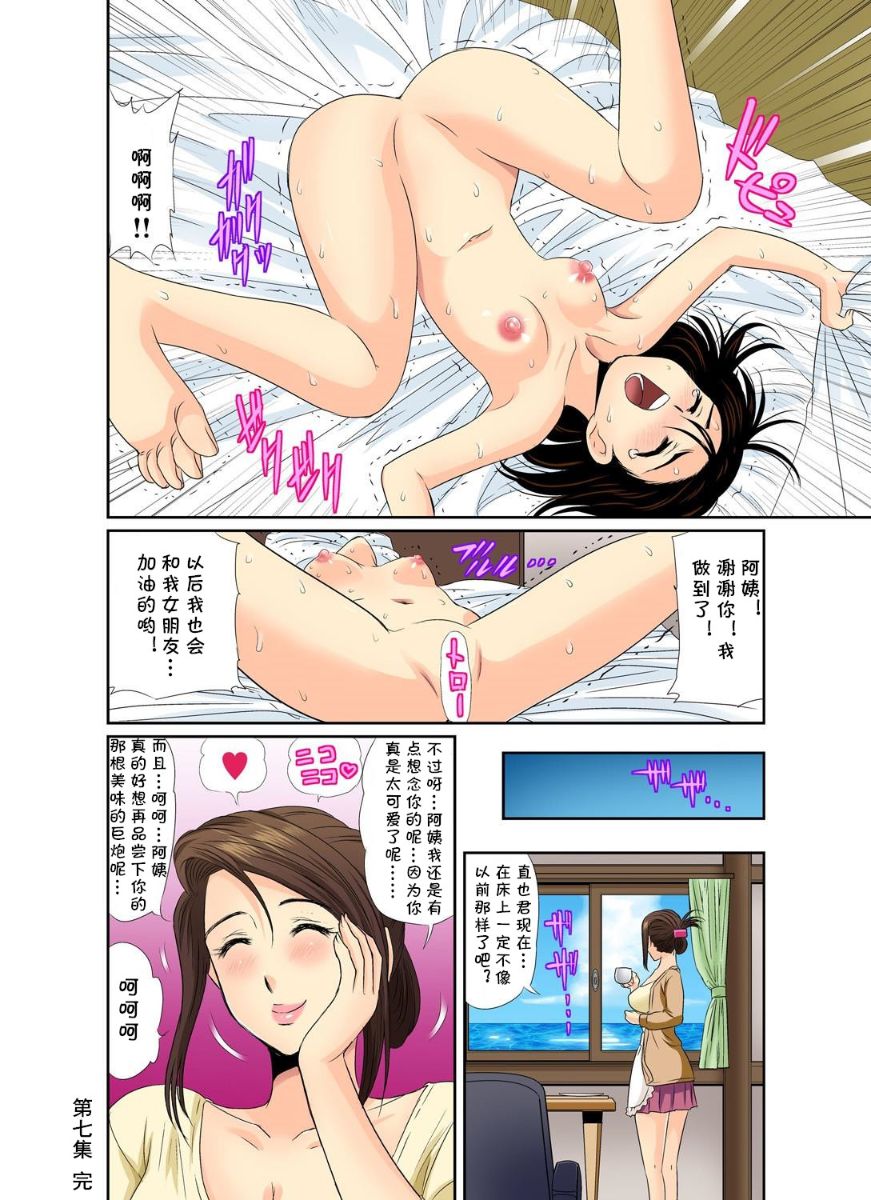 ドピュッ
ガク
ガク
ガク
ビク
ビク
啊啊啊!!
阿姨!
谢谢你!我
做到了!
ブルル…
以后我也会
和我女朋友…
加油的哟!
トロー
直也君现在…
在床上一定不像
以前那样了吧?
不过呀…阿姨我还是有
点想念你的呢…因为你
真是太可爱了呢……
ニコ
ニコ♡
♥
而且…呵呵…阿姨
真的好想再品尝下你的
那根美味的巨炮呢…
呵呵呵
第七集 完